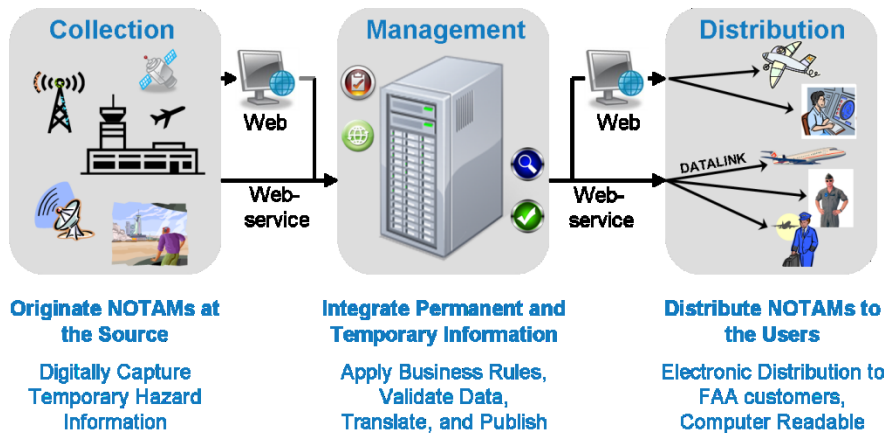 Collection
Management
Distribution
Web
Web
DATALINK
Web-
service
Web-
service
Originate NOTAMs at
the Source
Integrate Permanent and
Temporary Information
Distribute NOTAMs to
the Users
Digitally Capture
Temporary Hazard
Information
Apply Business Rules,
Validate Data,
Translate, and Publish
Electronic Distribution to
FAA customers,
Computer Readable